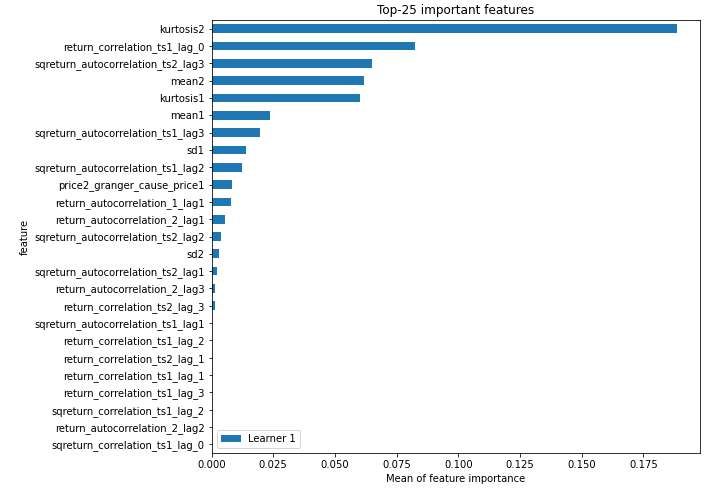 Top-25 important features
kurtosis2
return_correlation_ts1_lag_0
sqreturn_autocorrelation_ts2_lag3
mean2
kurtosis1
mean1
sqreturn_autocorrelation_ts1_lag3
sd1
sqreturn_autocorrelation_ts1_lag2
price2_granger_cause_price1
return_autocorrelation_1_lag1
return_autocorrelation_2_lag1
sqreturn_autocorrelation_ts2_lag2
sd2
sqreturn_autocorrelation_ts2_lag1
return_autocorrelation_2_lag3
return_correlation_ts2_lag_3
sqreturn_autocorrelation_ts1_lag1
return_correlation_ts1_lag_2
return_correlation_ts2_lag_1
return_correlation_ts1_lag_1
return_correlation_ts1_lag_3
sqreturn_correlation_ts1_lag_2
return_autocorrelation_2_lag2
sqreturn_correlation_ts1_lag_0
feature
Learner 1
0.000 0.025 0.050 0.075 0.100 0.125 0.150 0.175
Mean of feature importance